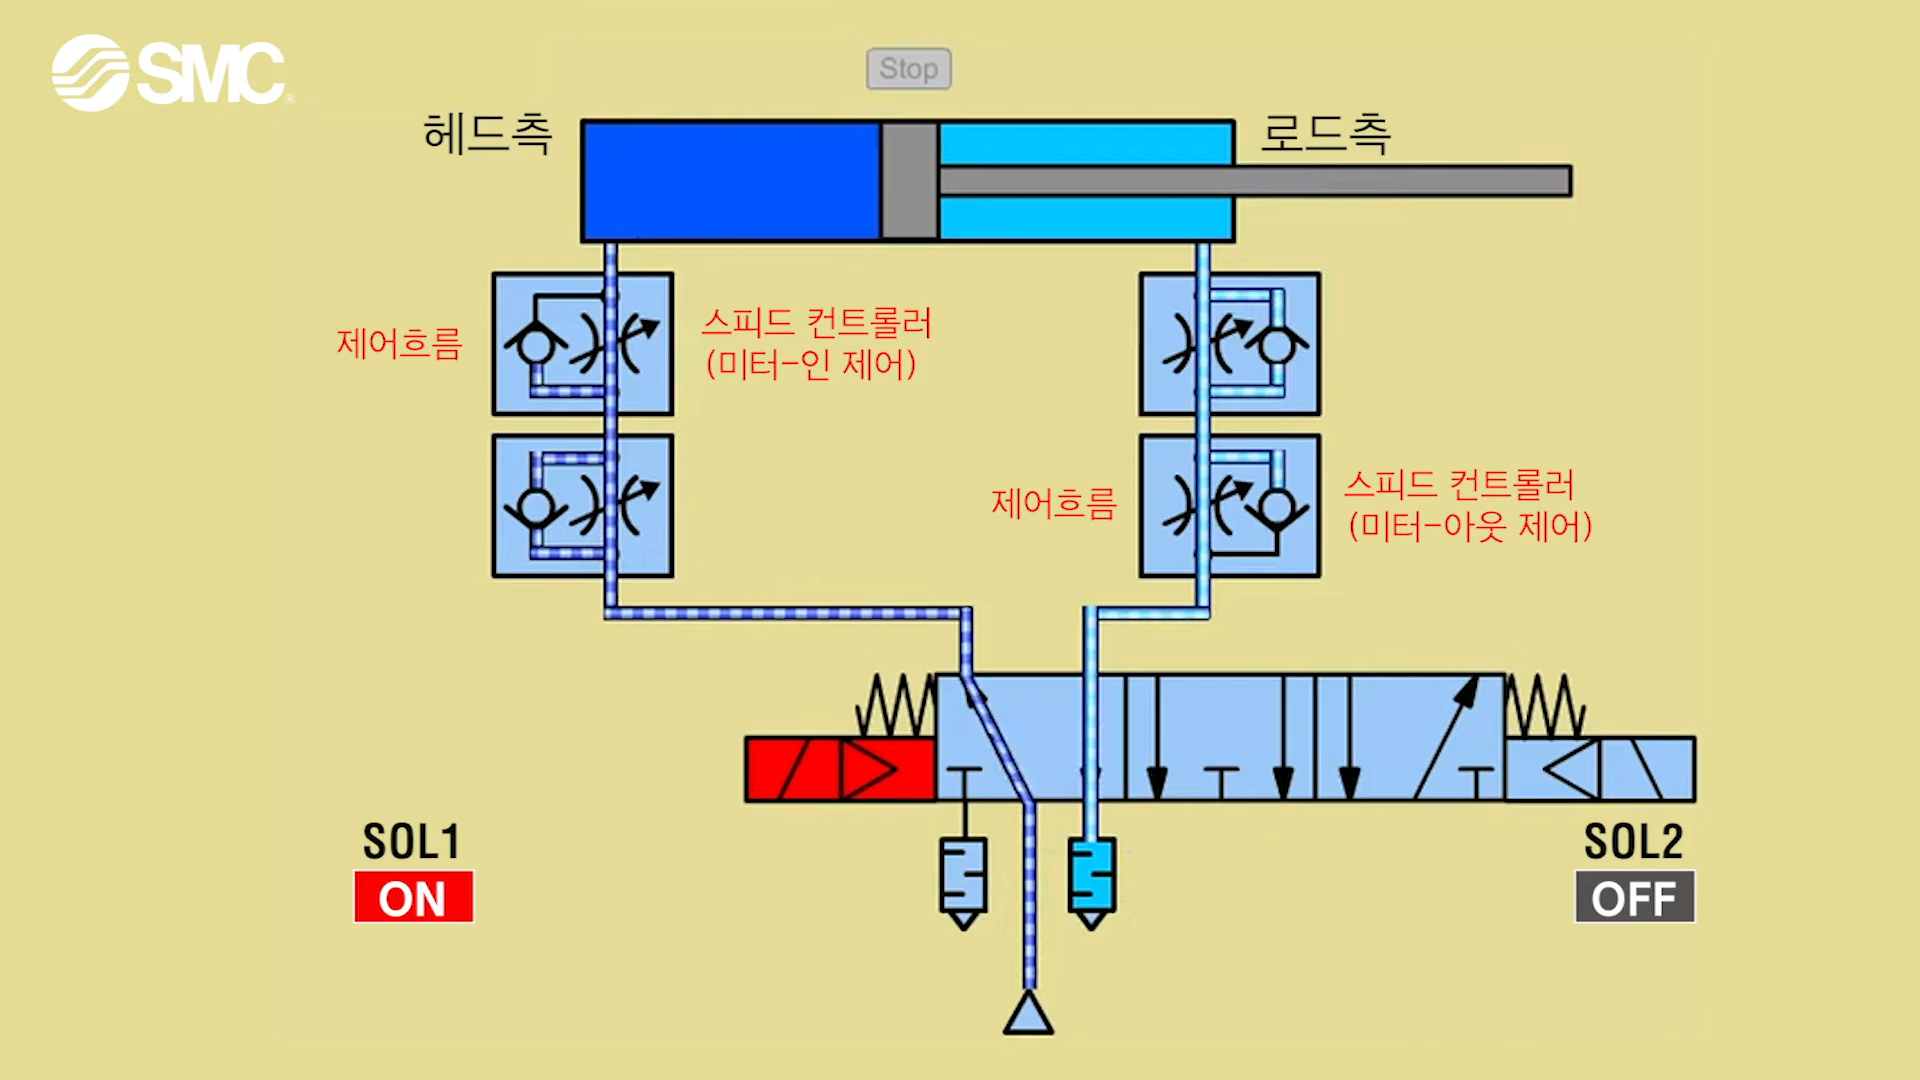 SMC
Stop
헤드측
로드측
제어흐름
스피드 컨트롤러
(미터-인 제어)
제어흐름
스피드 컨트롤러
(미터-아웃 제어)
SOL1
ON
SOL2
OFF